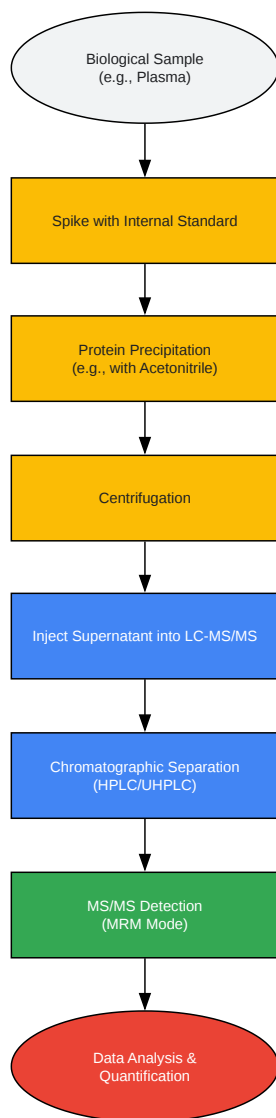 Biological Sample
(e.g., Plasma)
Spike with Internal Standard
Protein Precipitation
(e.g., with Acetonitrile)
Centrifugation
Inject Supernatant into LC-MS/MS
Chromatographic Separation
(HPLC/UHPLC)
MS/MS Detection
(MRM Mode)
Data Analysis &
Quantification